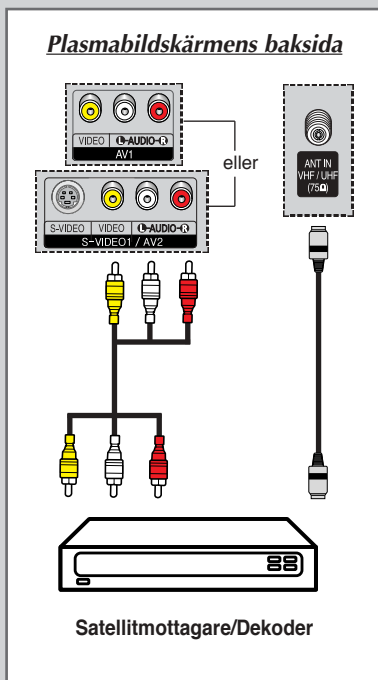 Plasmabildskärmens baksida
VIDEO L-AUDIO-R
AV1
eller
ANT IN
VHF / UHF
(75Ω)
S-VIDEO VIDEO L-AUDIO-R
S-VIDEO1 / AV2
Satellitmottagare/Dekoder